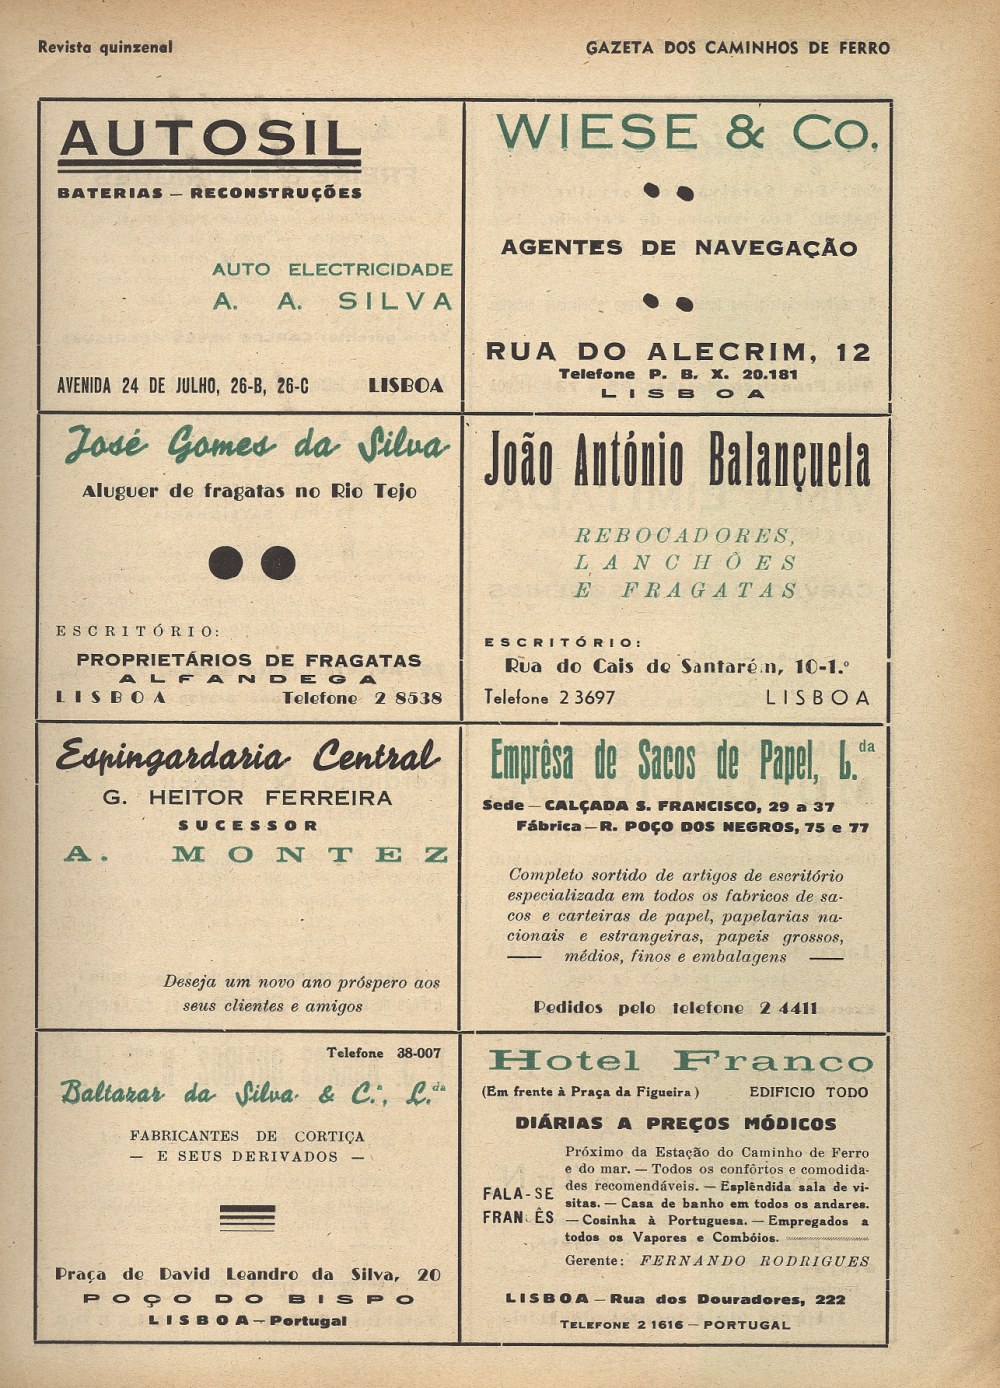 Revista quinzenal
GAZETA DOS CAMINHOS DE FERRO
AUTOSIL
BATERIAS — RECONSTRUÇÕES
AUTO ELECTRICIDADE
A. A. SILVA
AVENIDA 24 DE JULHO, 26-B, 26-C LISBOA
WIESE & Co.
AGENTES DE NAVEGAÇÃO
RUA DO ALECRIM, 12
Telefone P. B. X. 20.181
LISBOA
José Gomes da Silva
Aluguer de fragatas no Rio Tejo
ESCRITÓRIO:
PROPRIETÁRIOS DE FRAGATAS
ALFANDEGA
LISBOA Telefone 2 8538
João António Balançuela
REBOCADORES,
LANCHÕES
E FRAGATAS
ESCRITÓRIO:
Rua do Cais de Santarém, 10-1.º
Telefone 2 3697 LISBOA
Espingardaria Central
G. HEITOR FERREIRA
SUCESSOR
A. MONTEZ
Deseja um novo ano próspero aos
seus clientes e amigos
Emprêsa de Sacos de Papel, L.da
Sede — CALÇADA S. FRANCISCO, 29 a 37
Fábrica — R. POÇO DOS NEGROS, 75 e 77
Completo sortido de artigos de escritório
especializada em todos os fabricos de sa-
cos e carteiras de papel, papelarias na-
cionais e estrangeiras, papeis grossos,
— médios, finos e embalagens —
Pedidos pelo telefone 2 4411
Telefone 38-007
Baltazar da Silva & C.ª, L.da
FABRICANTES DE CORTIÇA
— E SEUS DERIVADOS —
Praça de David Leandro da Silva, 20
POÇO DO BISPO
LISBOA — Portugal
Hotel Franco
(Em frente à Praça da Figueira) EDIFICIO TODO
DIÁRIAS A PREÇOS MÓDICOS
FALA-SE
FRANCÊS
Próximo da Estação do Caminho de Ferro
e do mar. — Todos os confôrtos e comodida-
des recomendáveis. — Esplêndida sala de vi-
sitas. — Casa de banho em todos os andares.
— Cosinha à Portuguesa. — Empregados a
todos os Vapores e Combóios.
Gerente: FERNANDO RODRIGUES
LISBOA — Rua dos Douradores, 222
TELEFONE 2 1616 — PORTUGAL